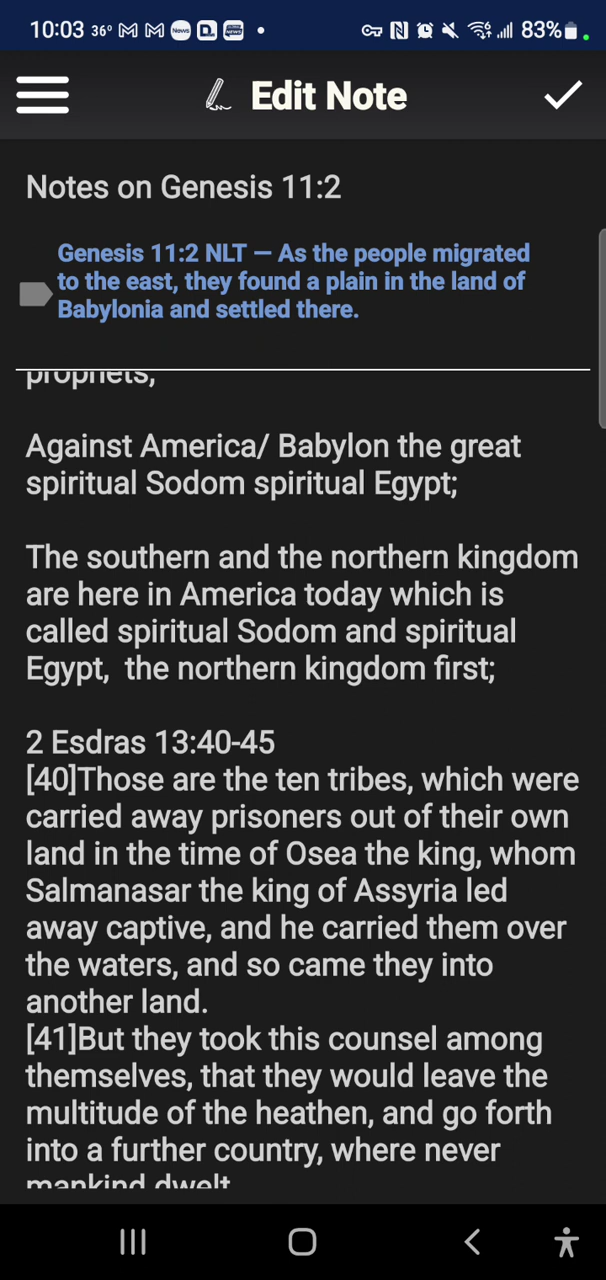 10:03 36° News D. 83%
Edit Note
Notes on Genesis 11:2
Genesis 11:2 NLT — As the people migrated
to the east, they found a plain in the land of
Babylonia and settled there.
prophets,
Against America/ Babylon the great
spiritual Sodom spiritual Egypt;
The southern and the northern kingdom
are here in America today which is
called spiritual Sodom and spiritual
Egypt,  the northern kingdom first;
2 Esdras 13:40-45
[40]Those are the ten tribes, which were
carried away prisoners out of their own
land in the time of Osea the king, whom
Salmanasar the king of Assyria led
away captive, and he carried them over
the waters, and so came they into
another land.
[41]But they took this counsel among
themselves, that they would leave the
multitude of the heathen, and go forth
into a further country, where never
mankind dwelt